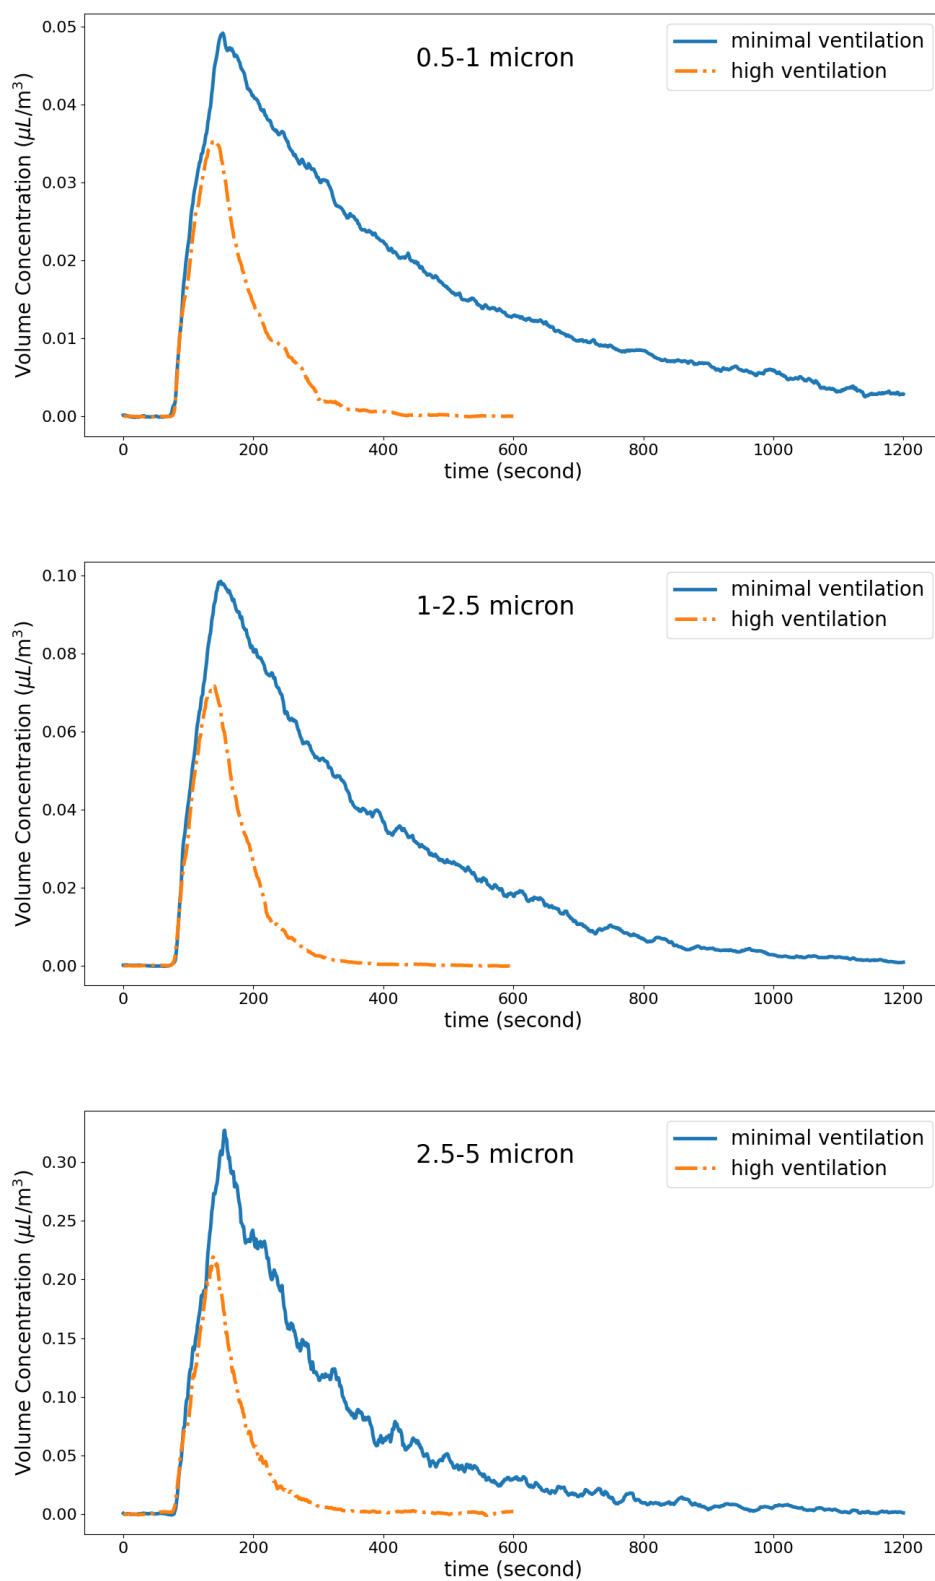 0.5-1 micron
minimal ventilation
high ventilation
Volume Concentration (μL/m³)
0.05
0.04
0.03
0.02
0.01
0.00
0 200 400 600 800 1000 1200
time (second)
1-2.5 micron
minimal ventilation
high ventilation
Volume Concentration (μL/m³)
0.10
0.08
0.06
0.04
0.02
0.00
0 200 400 600 800 1000 1200
time (second)
2.5-5 micron
minimal ventilation
high ventilation
Volume Concentration (μL/m³)
0.30
0.25
0.20
0.15
0.10
0.05
0.00
0 200 400 600 800 1000 1200
time (second)